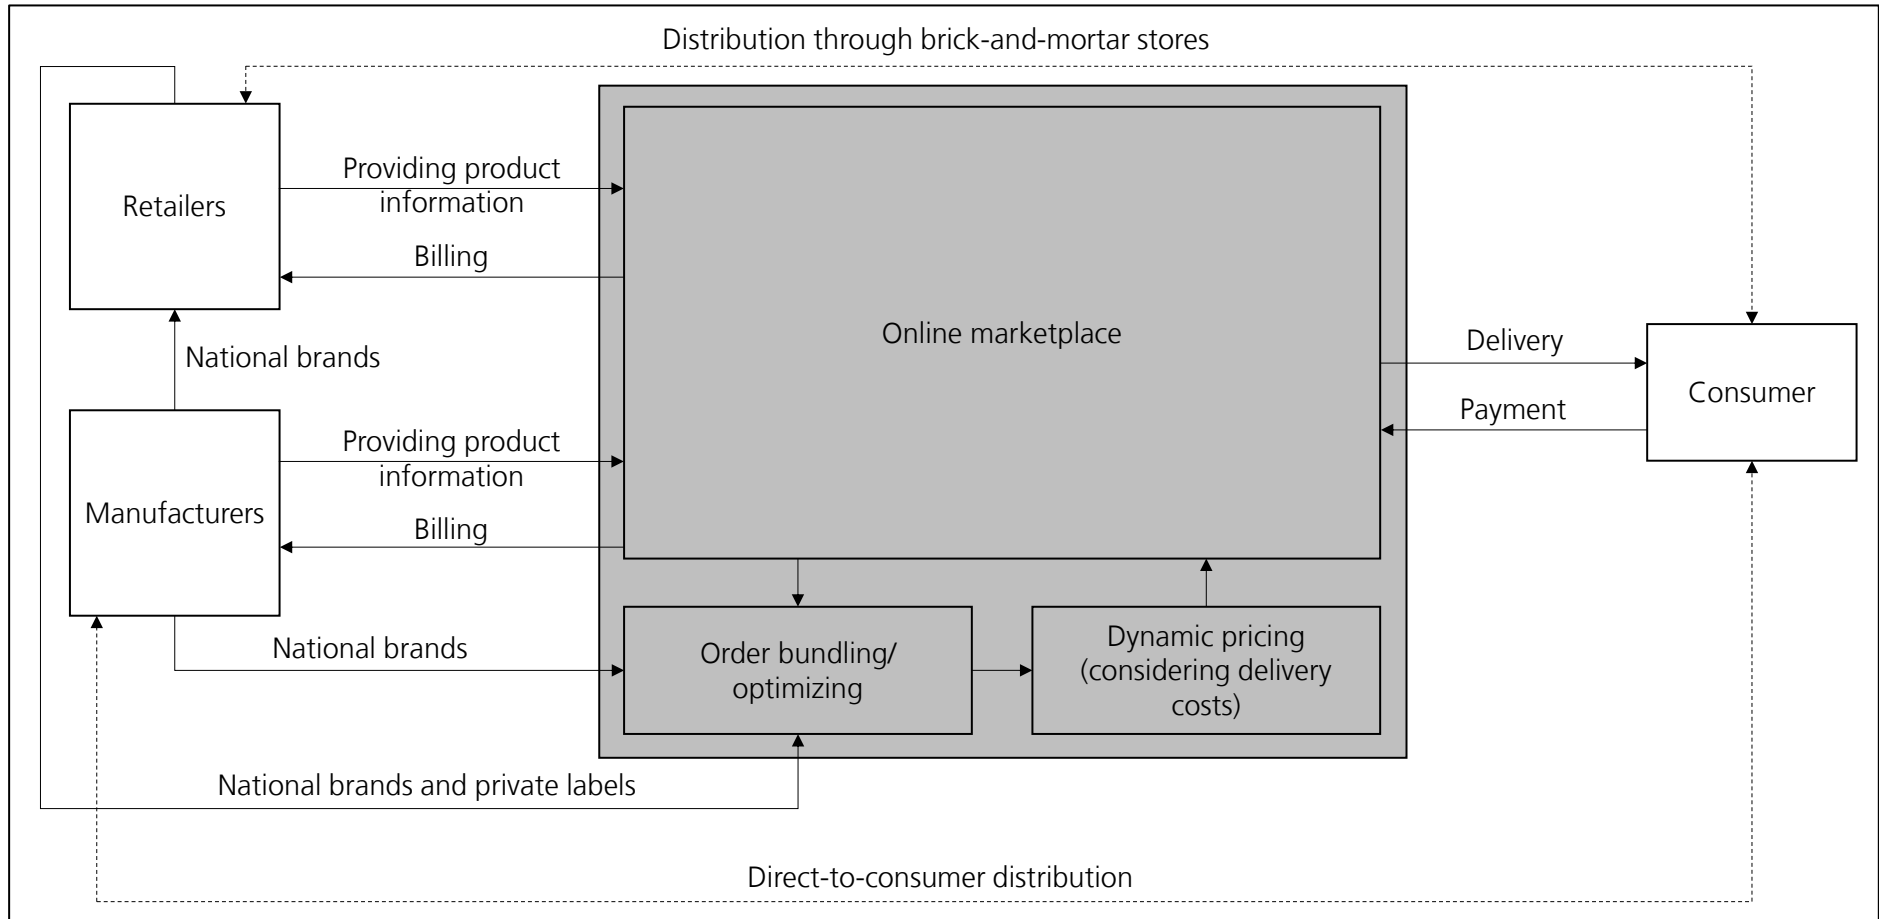 Distribution through brick-and-mortar stores
Retailers
Providing product
information
Billing
Online marketplace
National brands
Delivery
Payment
Consumer
Manufacturers
Providing product
information
Billing
National brands
Order bundling/
optimizing
Dynamic pricing
(considering delivery
costs)
National brands and private labels
Direct-to-consumer distribution